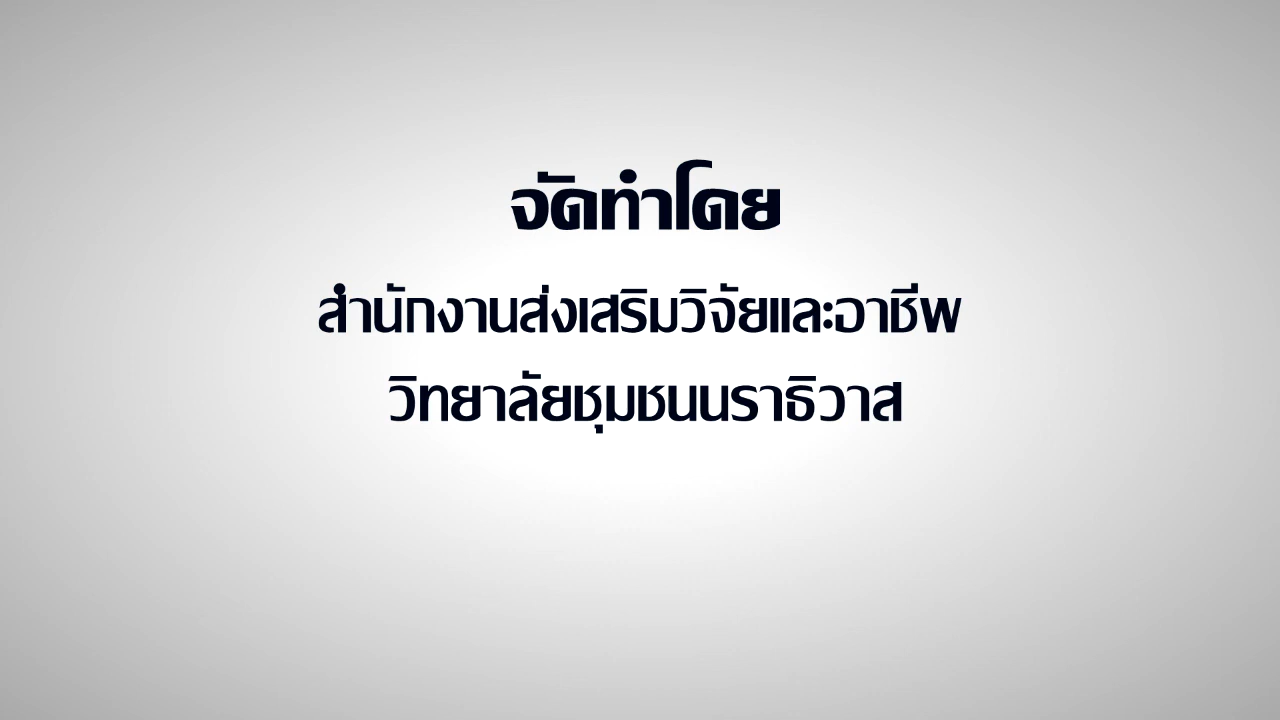 จัดทำโดย
สำนักงานส่งเสริมวิจัยและอาชีพ
วิทยาลัยชุมชนนราธิวาส